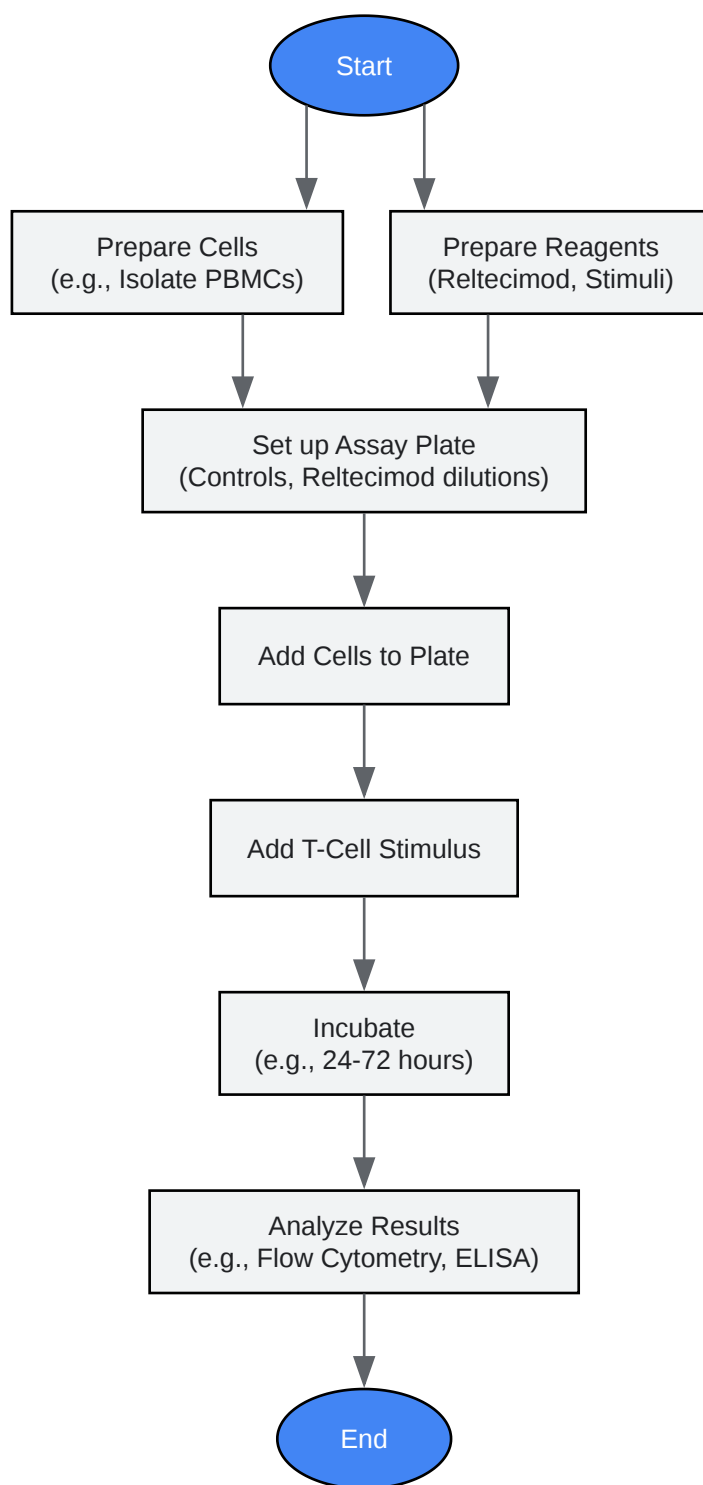 Start
Prepare Cells
(e.g., Isolate PBMCs)
Prepare Reagents
(Reltecimod, Stimuli)
Set up Assay Plate
(Controls, Reltecimod dilutions)
Add Cells to Plate
Add T-Cell Stimulus
Incubate
(e.g., 24-72 hours)
Analyze Results
(e.g., Flow Cytometry, ELISA)
End